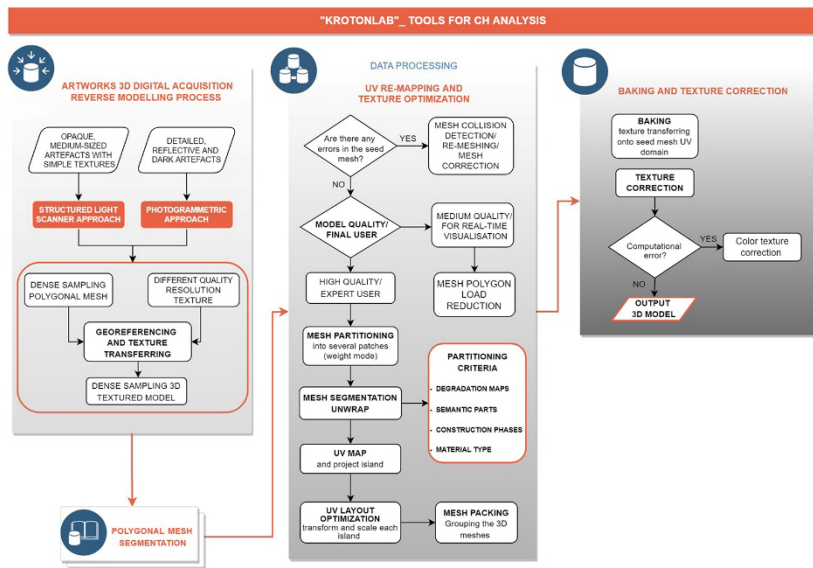 "KROTONLAB"_ TOOLS FOR CH ANALYSIS
ARTWORKS 3D DIGITAL ACQUISITION
REVERSE MODELLING PROCESS
OPAQUE,
MEDIUM-SIZED
ARTEFACTS WITH
SIMPLE TEXTURES
DETAILED,
REFLECTIVE AND
DARK ARTEFACTS
STRUCTURED LIGHT
SCANNER APPROACH
PHOTOGRAMMETRIC
APPROACH
DENSE SAMPLING
POLYGONAL MESH
DIFFERENT QUALITY
RESOLUTION
TEXTURE
GEOREFERENCING
AND TEXTURE
TRANSFERRING
DENSE SAMPLING 3D
TEXTURED MODEL
POLYGONAL MESH
SEGMENTATION
DATA PROCESSING
UV RE-MAPPING AND
TEXTURE OPTIMIZATION
Are there any
errors in the seed
mesh?
YES
MESH COLLISION
DETECTION/
RE-MESHING/
MESH
CORRECTION
NO
MODEL QUALITY/
FINAL USER
MEDIUM QUALITY/
FOR REAL-TIME
VISUALISATION
HIGH QUALITY/
EXPERT USER
MESH POLYGON
LOAD
REDUCTION
MESH PARTITIONING
into several patches
(weight mode)
MESH SEGMENTATION
UNWRAP
PARTITIONING
CRITERIA
- DEGRADATION MAPS
- SEMANTIC PARTS
- CONSTRUCTION PHASES
- MATERIAL TYPE
UV MAP
and project island
UV LAYOUT
OPTIMIZATION
transform and scale each
island
MESH PACKING
Grouping the 3D
meshes
BAKING AND TEXTURE CORRECTION
BAKING
texture transferring
onto seed mesh UV
domain
TEXTURE
CORRECTION
Computational
error?
YES
Color texture
correction
NO
OUTPUT
3D MODEL